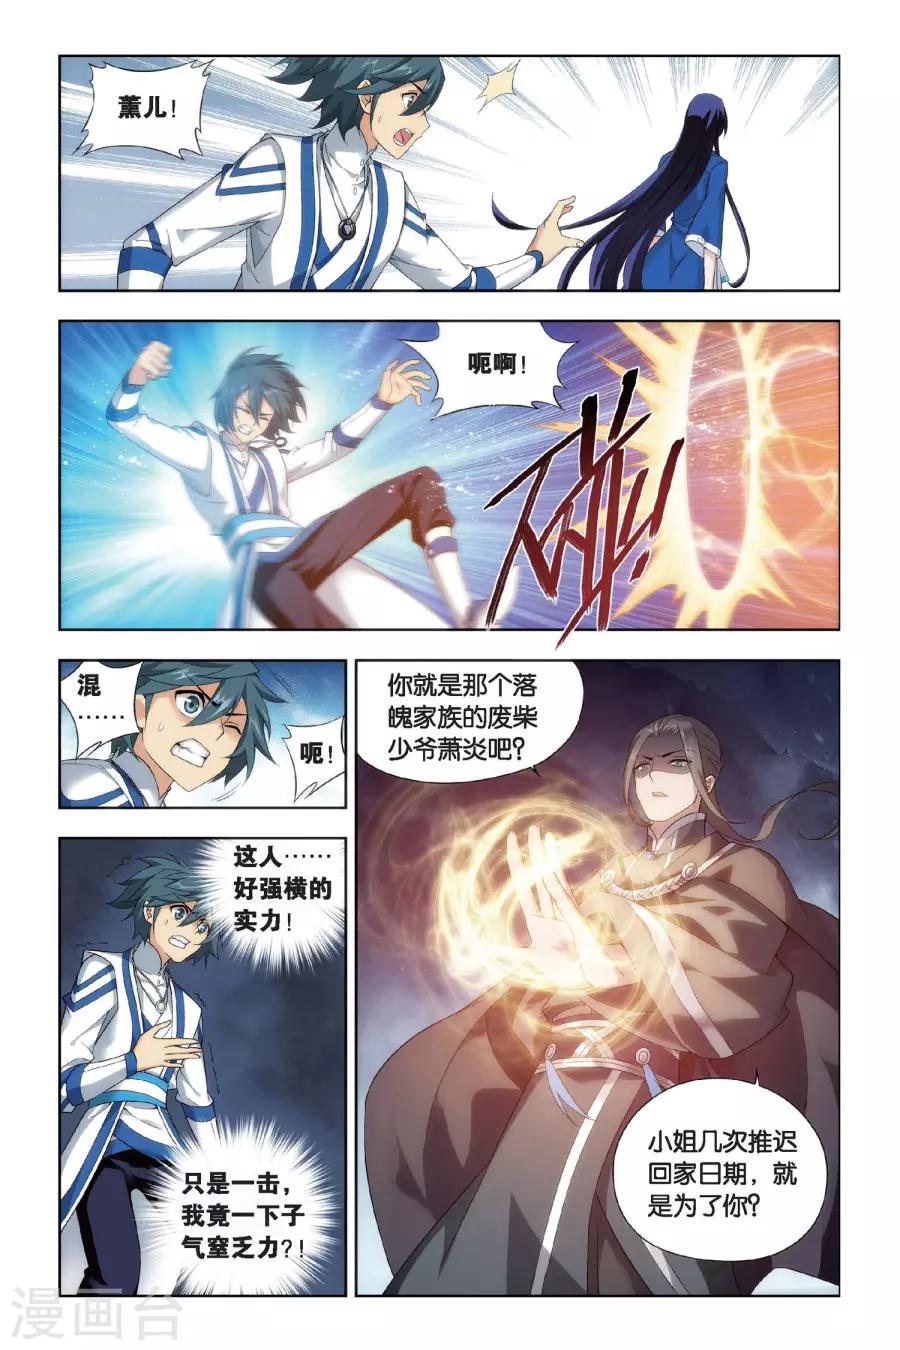 薰儿！
呃啊！
砰!!
混
……
呃！
你就是那个落
魄家族的废柴
少爷萧炎吧？
这人……
好强横的
实力！
只是一击，
我竟一下子
气窒乏力?!
小姐几次推迟
回家日期，就
是为了你？
漫画台